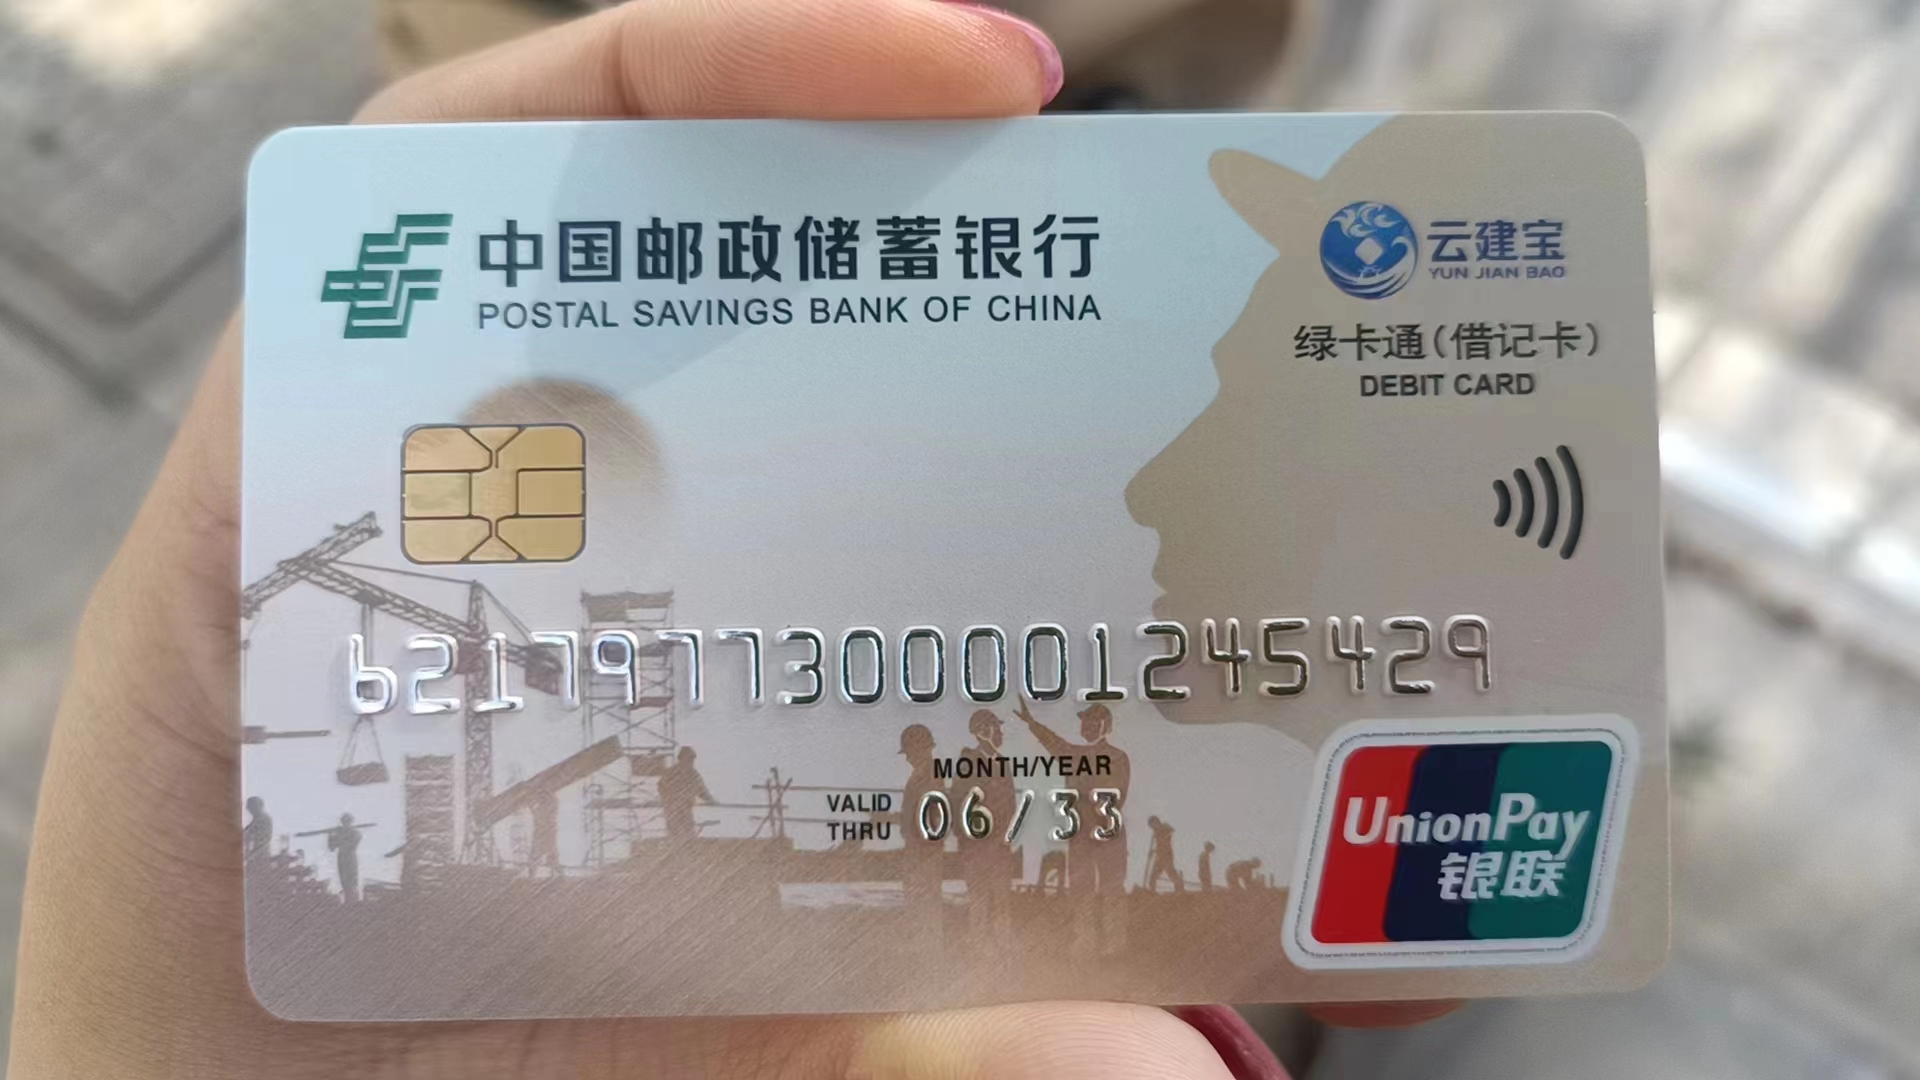 中国邮政储蓄银行
POSTAL SAVINGS BANK OF CHINA
云建宝
YUN JIAN BAO
绿卡通(借记卡)
DEBIT CARD
6217977300001245429
MONTH/YEAR
VALID
THRU
06/33
UnionPay
银联